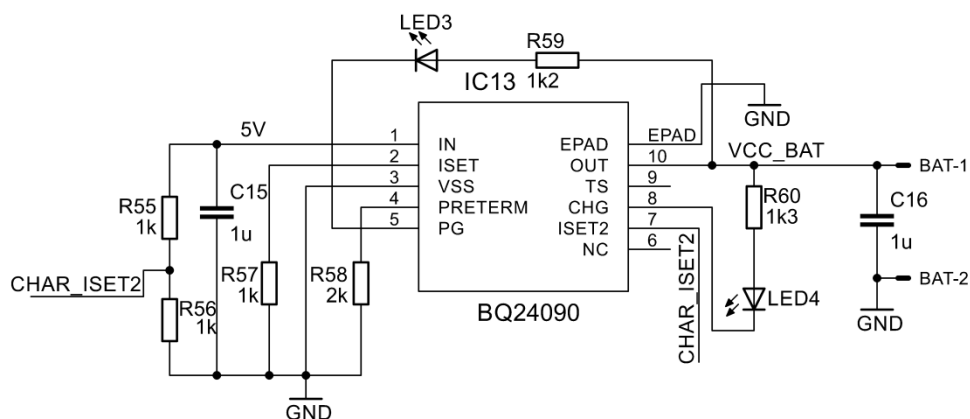 LED3
R59
1k2
IC13
GND
5V
1
IN
EPAD
EPAD
2
ISET
OUT
10
VCC_BAT
BAT-1
3
VSS
TS
9
4
PRETERM
CHG
8
5
PG
ISET2
7
NC
6
BQ24090
R55
1k
C15
1u
R57
1k
R58
2k
CHAR_ISET2
R56
1k
GND
CHAR_ISET2
R60
1k3
LED4
C16
1u
BAT-2
GND